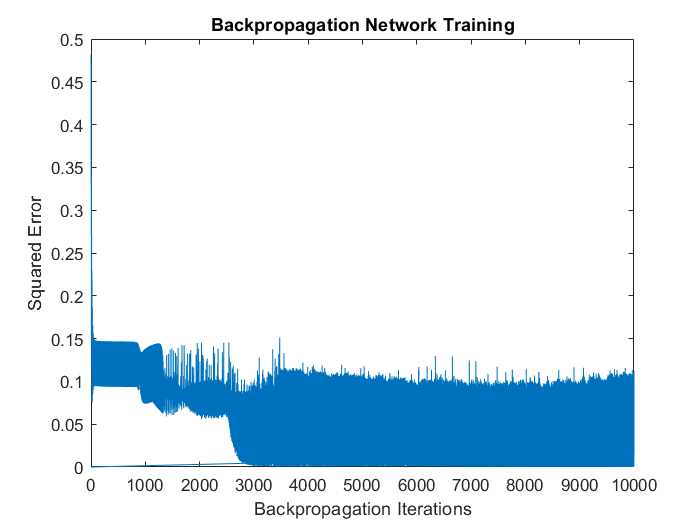 Backpropagation Network Training
0.5
0.45
0.4
0.35
0.3
0.25
0.2
0.15
0.1
0.05
0
Squared Error
0 1000 2000 3000 4000 5000 6000 7000 8000 9000 10000
Backpropagation Iterations